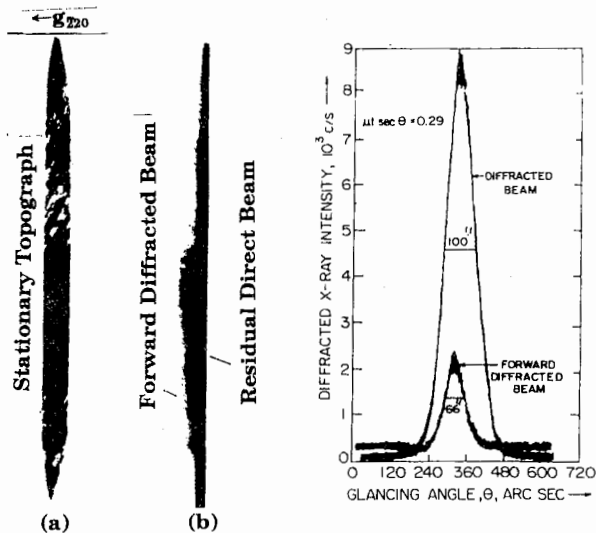 ← g220
Stationary Topograph
(a)
Forward Diffracted Beam
Residual Direct Beam
(b)
DIFFRACTED X-RAY INTENSITY, 10³ c/s →
9
8
7
6
5
4
3
2
1
0
μt sec θ = 0.29
DIFFRACTED
BEAM
100"
FORWARD
DIFFRACTED
BEAM
66"
0 120 240 360 480 600 720
GLANCING ANGLE, θ, ARC SEC →